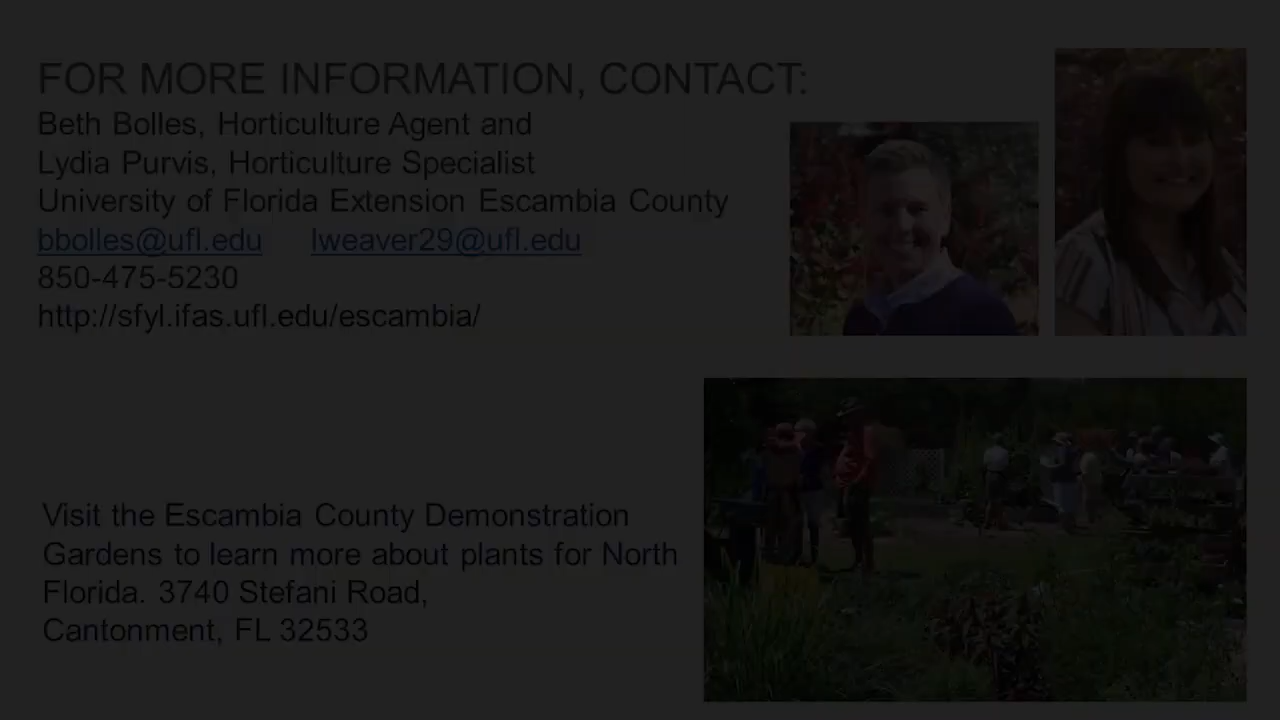 FOR MORE INFORMATION, CONTACT:
Beth Bolles, Horticulture Agent and
Lydia Purvis, Horticulture Specialist
University of Florida Extension Escambia County
bbolles@ufl.edu lweaver29@ufl.edu
850-475-5230
http://sfyl.ifas.ufl.edu/escambia/
Visit the Escambia County Demonstration
Gardens to learn more about plants for North
Florida. 3740 Stefani Road,
Cantonment, FL 32533